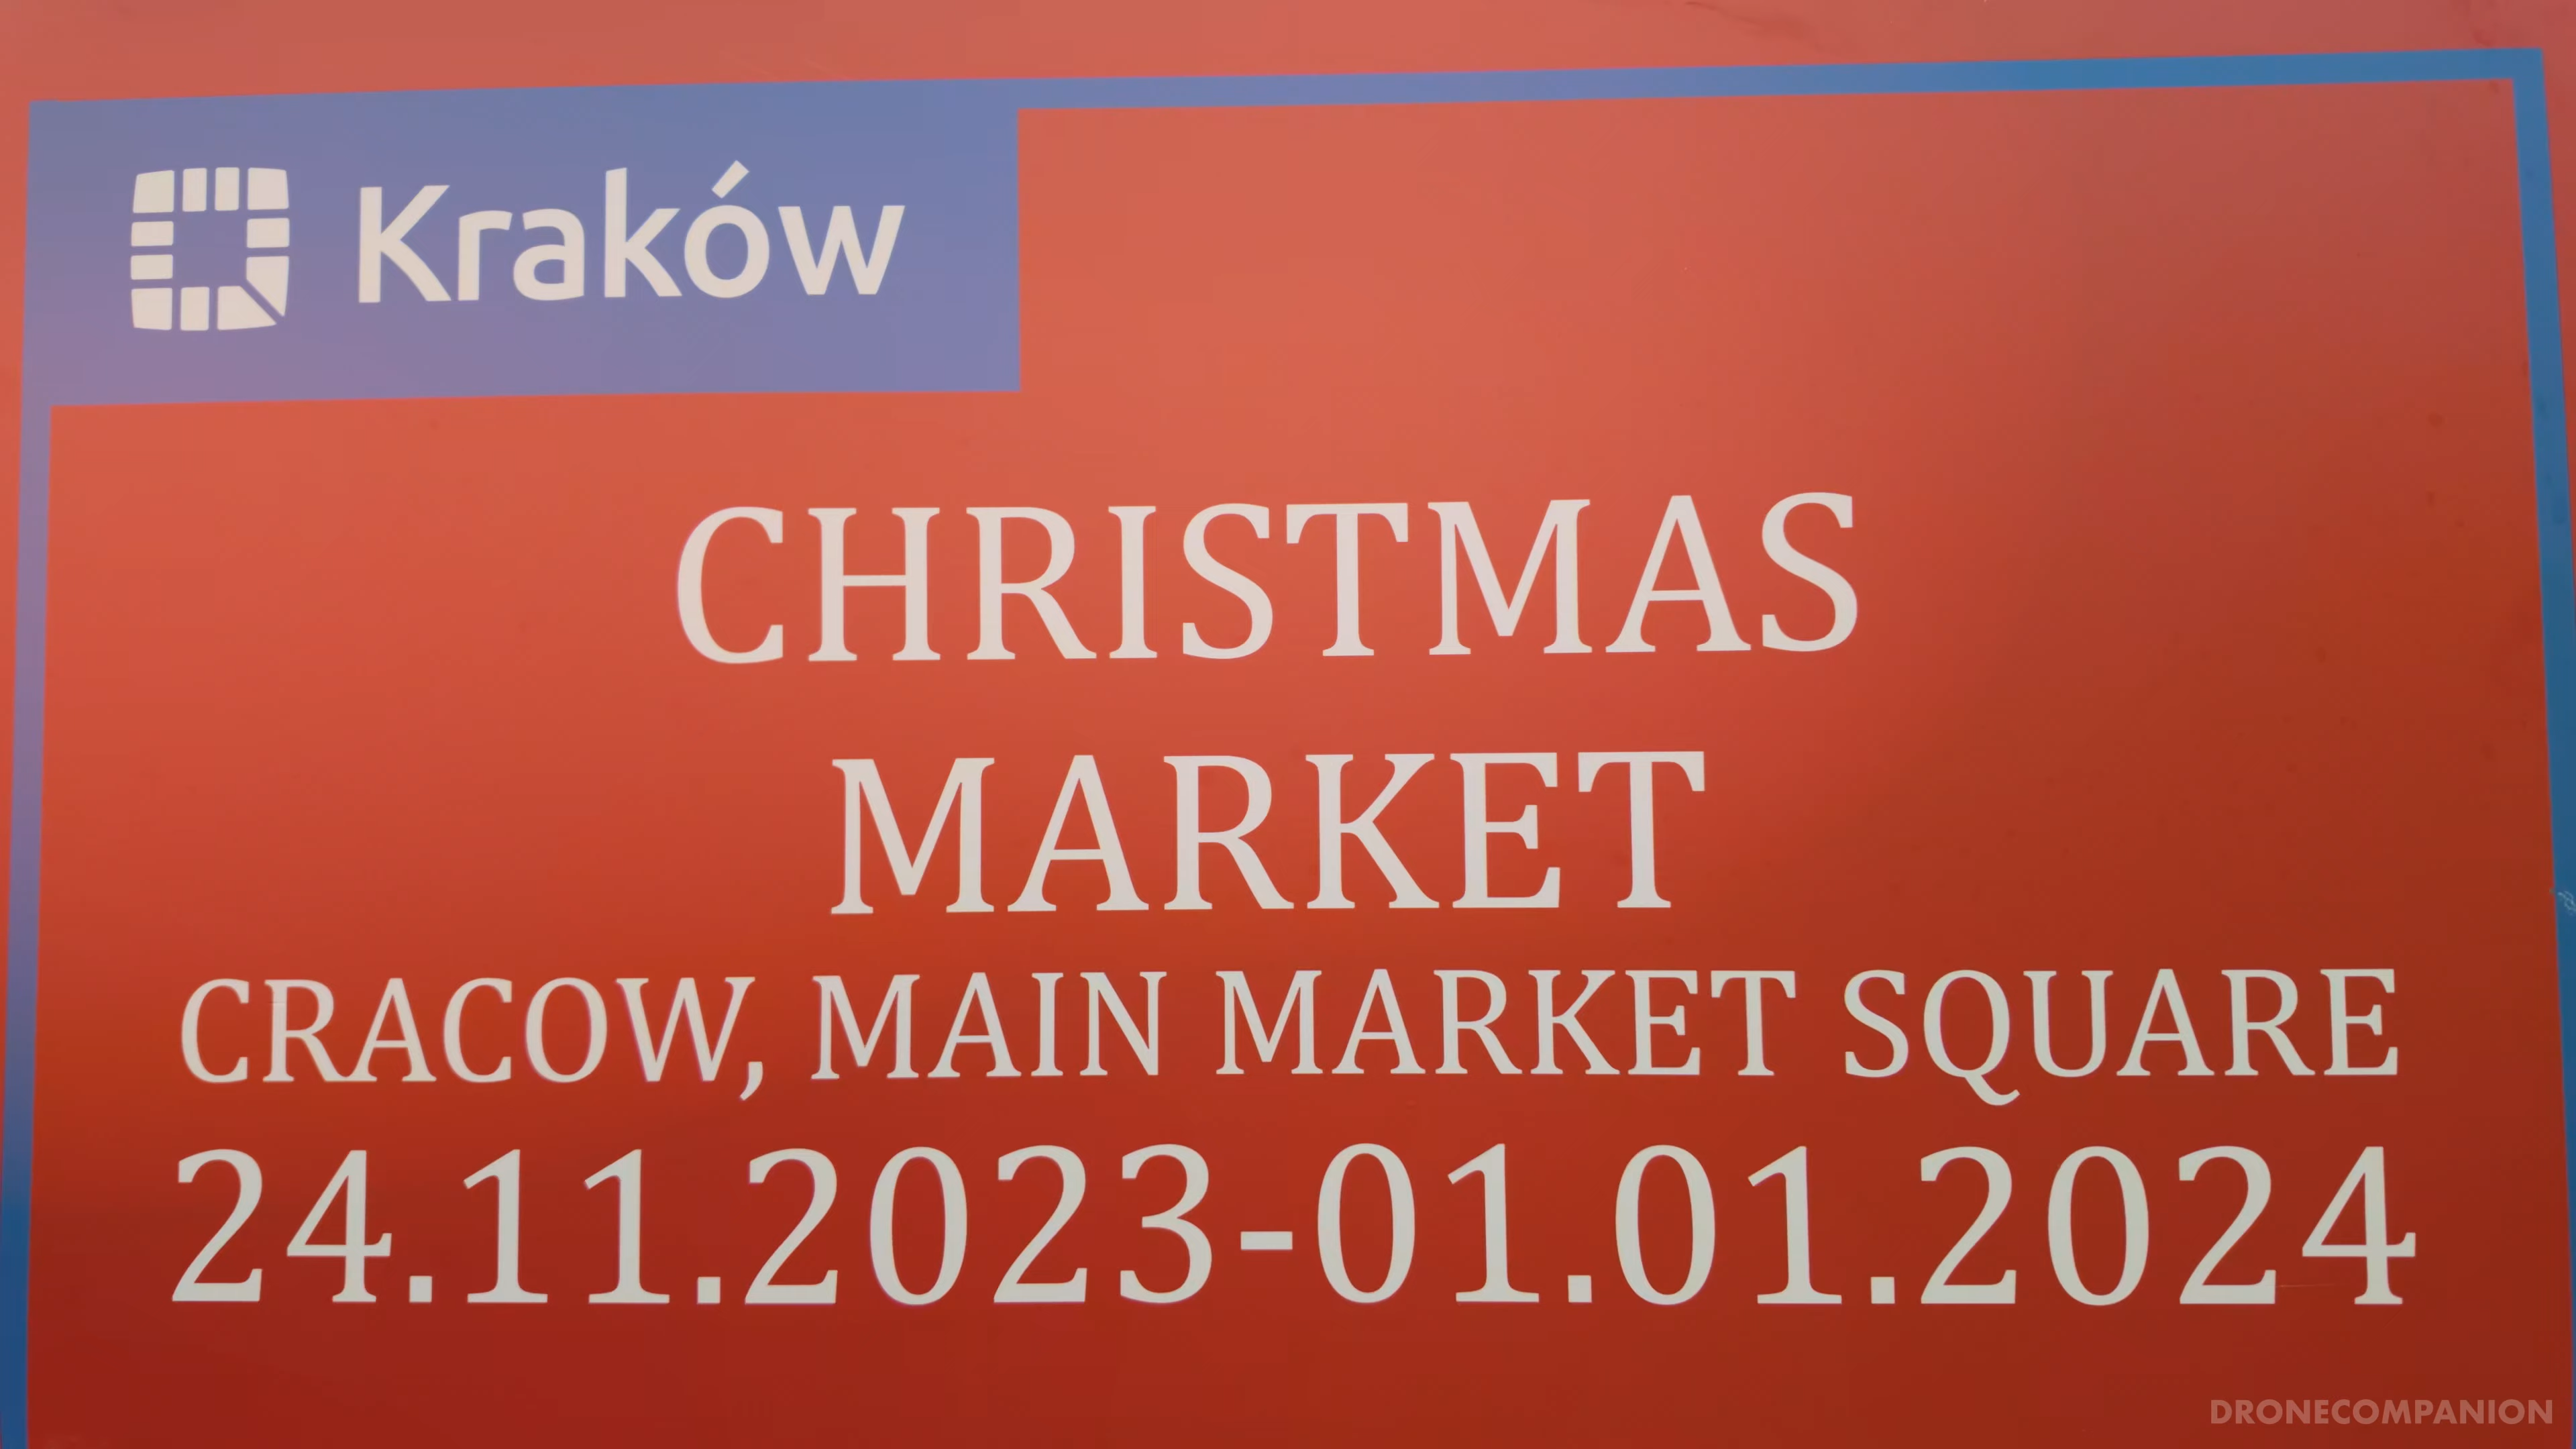 Kraków
CHRISTMAS
MARKET
CRACOW, MAIN MARKET SQUARE
24.11.2023-01.01.2024
DRONECOMPANION